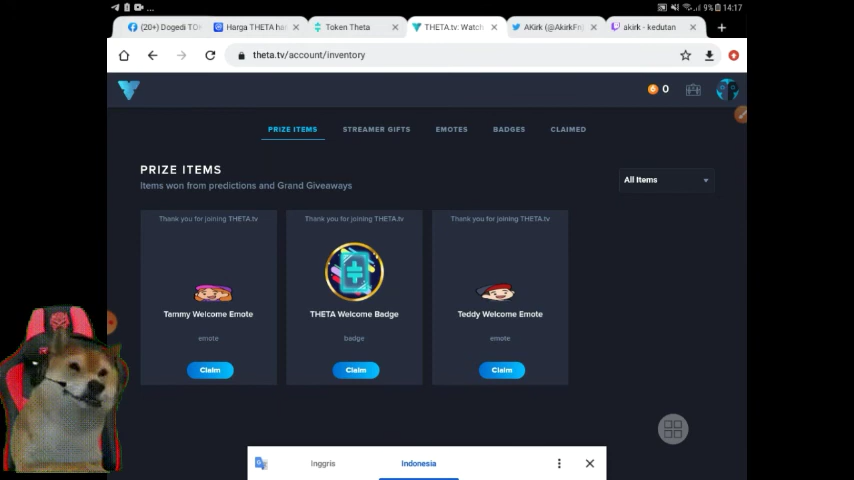 9% 14:17
(20+) Dogedi TO
Harga THETA ha
Token Theta
THETA.tv: Watch
AKirk (@AkirkFn
akirk - kedutan
theta.tv/account/inventory
0
PRIZE ITEMS
STREAMER GIFTS
EMOTES
BADGES
CLAIMED
PRIZE ITEMS
Items won from predictions and Grand Giveaways
All Items
Thank you for joining THETA.tv
Thank you for joining THETA.tv
Thank you for joining THETA.tv
Tammy Welcome Emote
THETA Welcome Badge
Teddy Welcome Emote
emote
badge
emote
Claim
Claim
Claim
Inggris
Indonesia